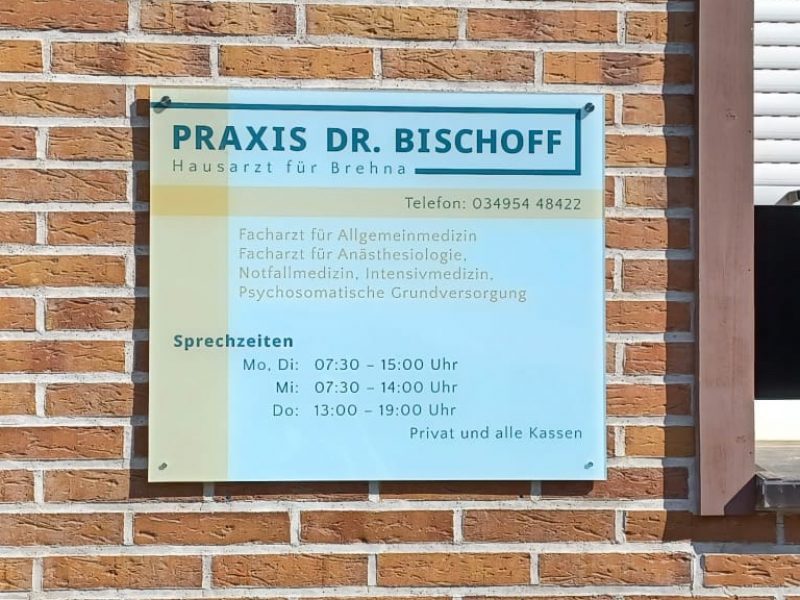 PRAXIS DR. BISCHOFF
Hausarzt für Brehna
Telefon: 034954 48422
Facharzt für Allgemeinmedizin
Facharzt für Anästhesiologie,
Notfallmedizin, Intensivmedizin,
Psychosomatische Grundversorgung
Sprechzeiten
Mo, Di: 07:30 – 15:00 Uhr
Mi: 07:30 – 14:00 Uhr
Do: 13:00 – 19:00 Uhr
Privat und alle Kassen